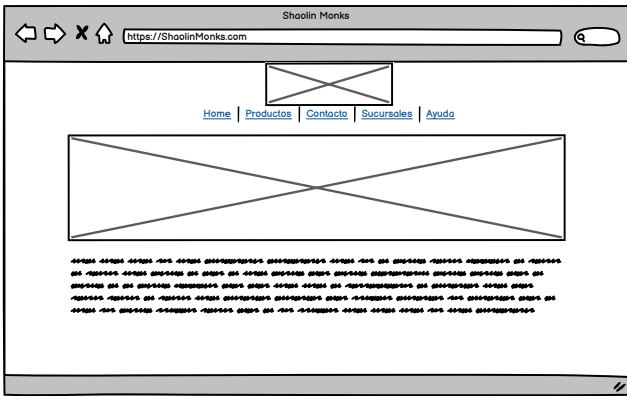 Shaolin Monks
https://ShaolinMonks.com
Home | Productos | Contacto | Sucursales | Ayuda